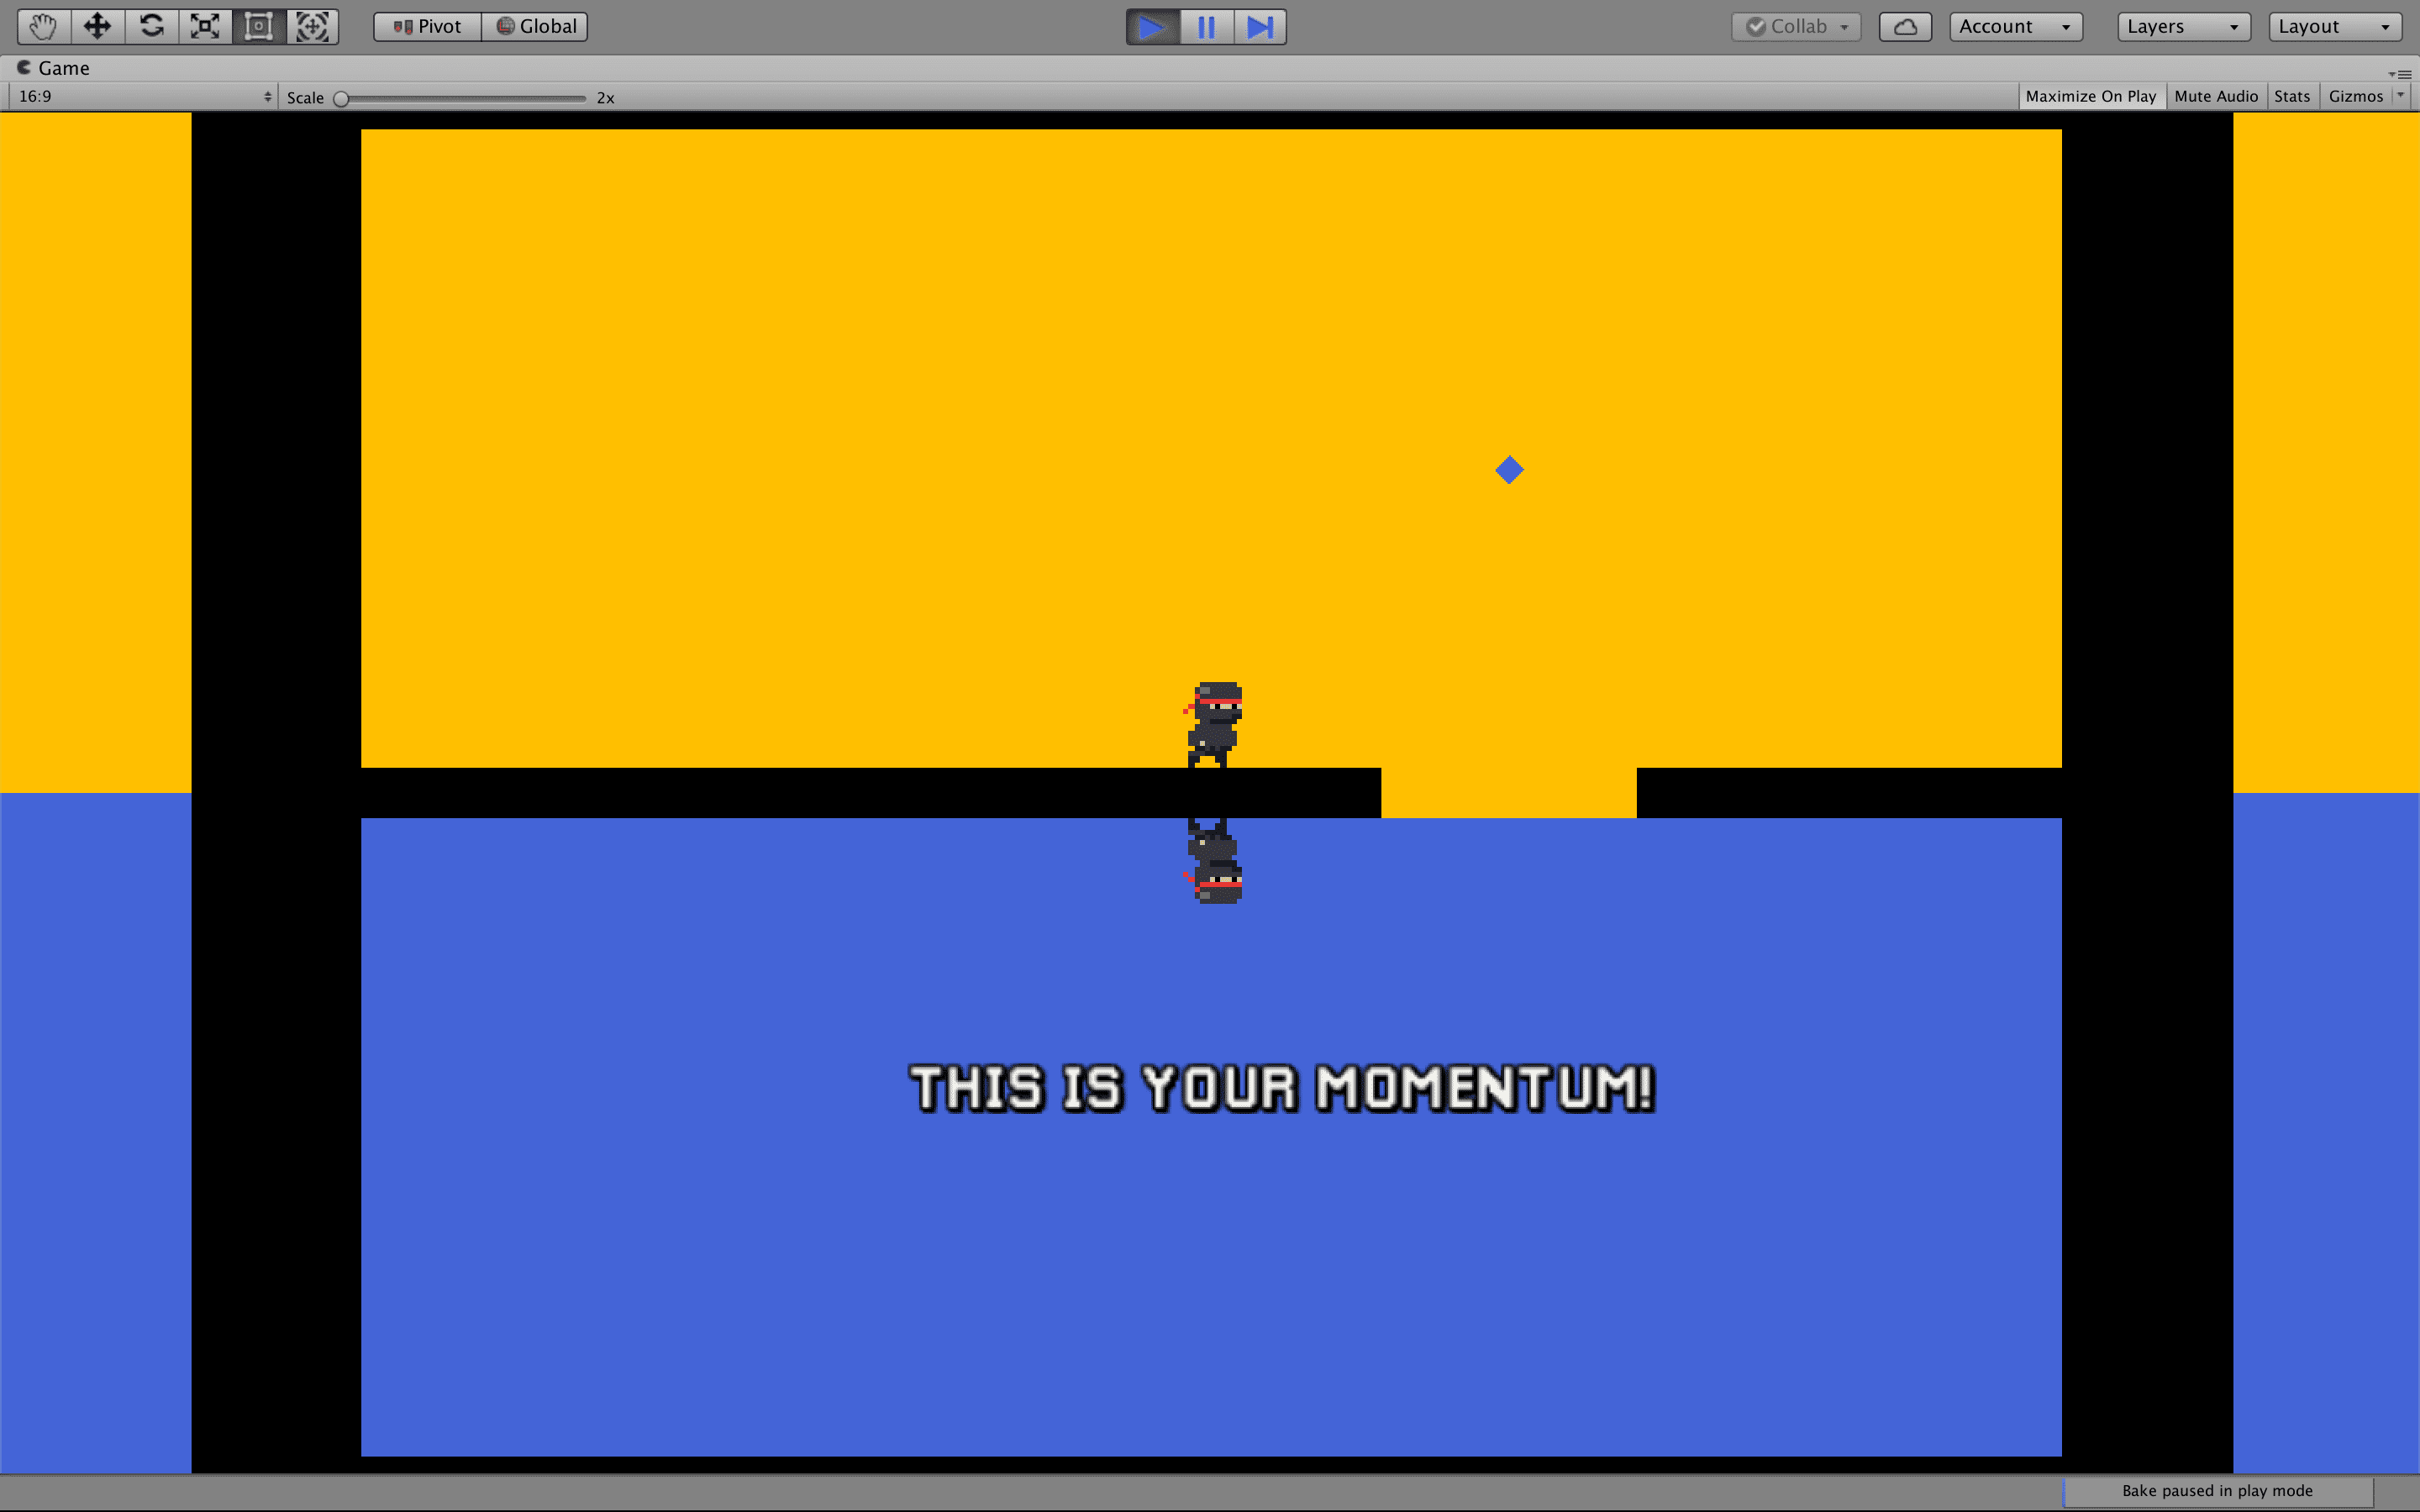 Pivot Global Collab Account Layers Layout
Game
16:9 Scale 2x Maximize On Play Mute Audio Stats Gizmos
THIS IS YOUR MOMENTUM!
Bake paused in play mode